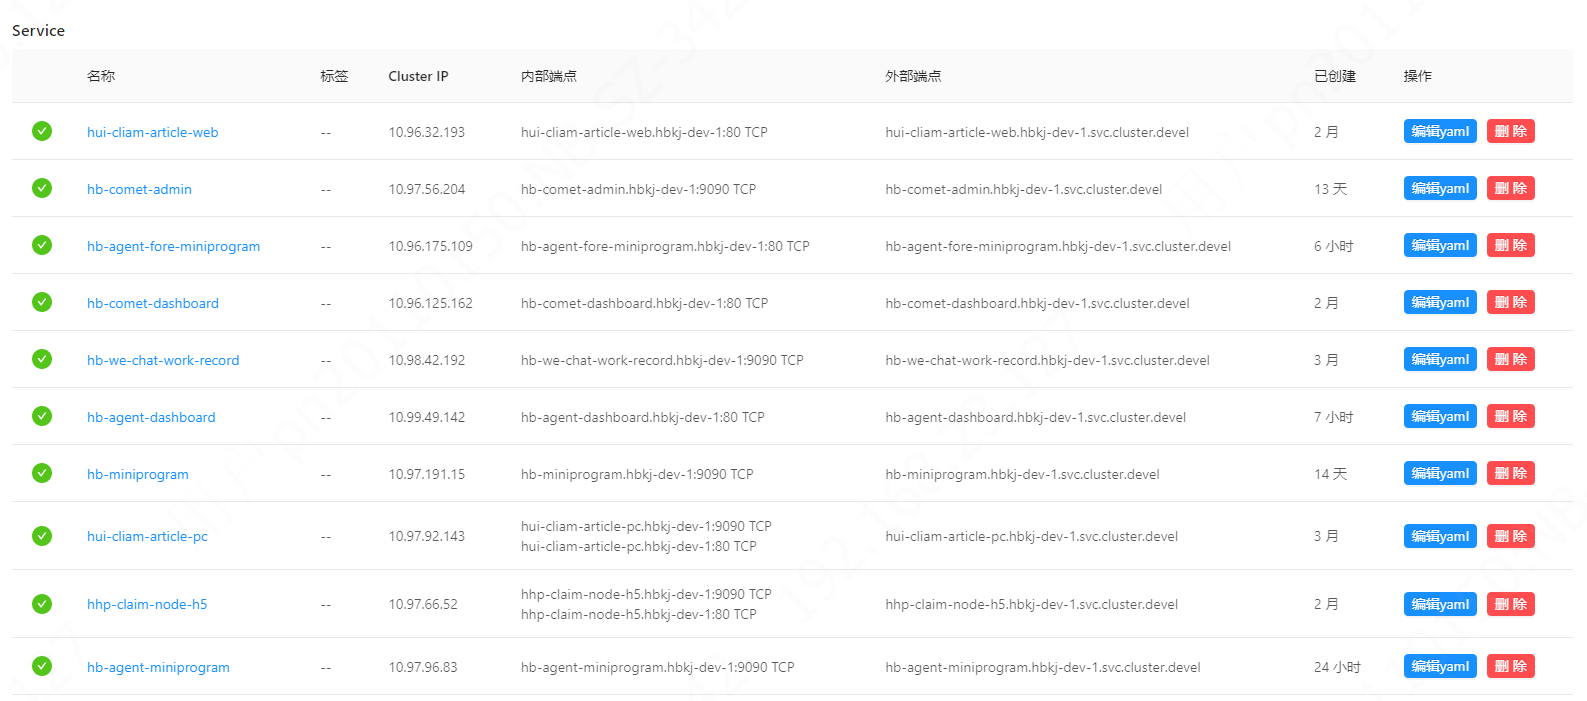 Service
名称 标签 Cluster IP 内部端点 外部端点 已创建 操作
hui-cliam-article-web -- 10.96.32.193 hui-cliam-article-web.hbkj-dev-1:80 TCP hui-cliam-article-web.hbkj-dev-1.svc.cluster.devel 2 月 编辑yaml 删 除
hb-comet-admin -- 10.97.56.204 hb-comet-admin.hbkj-dev-1:9090 TCP hb-comet-admin.hbkj-dev-1.svc.cluster.devel 13 天 编辑yaml 删 除
hb-agent-fore-miniprogram -- 10.96.175.109 hb-agent-fore-miniprogram.hbkj-dev-1:80 TCP hb-agent-fore-miniprogram.hbkj-dev-1.svc.cluster.devel 6 小时 编辑yaml 删 除
hb-comet-dashboard -- 10.96.125.162 hb-comet-dashboard.hbkj-dev-1:80 TCP hb-comet-dashboard.hbkj-dev-1.svc.cluster.devel 2 月 编辑yaml 删 除
hb-we-chat-work-record -- 10.98.42.192 hb-we-chat-work-record.hbkj-dev-1:9090 TCP hb-we-chat-work-record.hbkj-dev-1.svc.cluster.devel 3 月 编辑yaml 删 除
hb-agent-dashboard -- 10.99.49.142 hb-agent-dashboard.hbkj-dev-1:80 TCP hb-agent-dashboard.hbkj-dev-1.svc.cluster.devel 7 小时 编辑yaml 删 除
hb-miniprogram -- 10.97.191.15 hb-miniprogram.hbkj-dev-1:9090 TCP hb-miniprogram.hbkj-dev-1.svc.cluster.devel 14 天 编辑yaml 删 除
hui-cliam-article-pc.hbkj-dev-1:9090 TCP
hui-cliam-article-pc -- 10.97.92.143 hui-cliam-article-pc.hbkj-dev-1:80 TCP hui-cliam-article-pc.hbkj-dev-1.svc.cluster.devel 3 月 编辑yaml 删 除
hhp-claim-node-h5.hbkj-dev-1:9090 TCP
hhp-claim-node-h5 -- 10.97.66.52 hhp-claim-node-h5.hbkj-dev-1:80 TCP hhp-claim-node-h5.hbkj-dev-1.svc.cluster.devel 2 月 编辑yaml 删 除
hb-agent-miniprogram -- 10.97.96.83 hb-agent-miniprogram.hbkj-dev-1:9090 TCP hb-agent-miniprogram.hbkj-dev-1.svc.cluster.devel 24 小时 编辑yaml 删 除